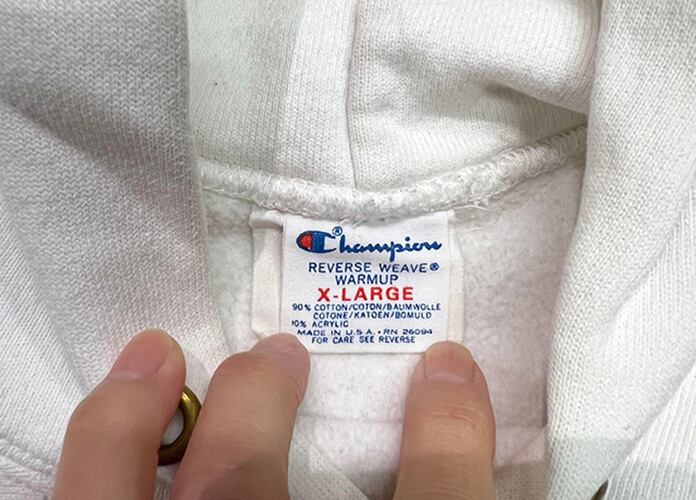 Champion®
REVERSE WEAVE®
WARMUP
X-LARGE
90% COTTON/COTON/BAUMWOLLE
COTONE/KATOEN/BOMULD
10% ACRYLIC
MADE IN U.S.A. • RN 26094
FOR CARE SEE REVERSE